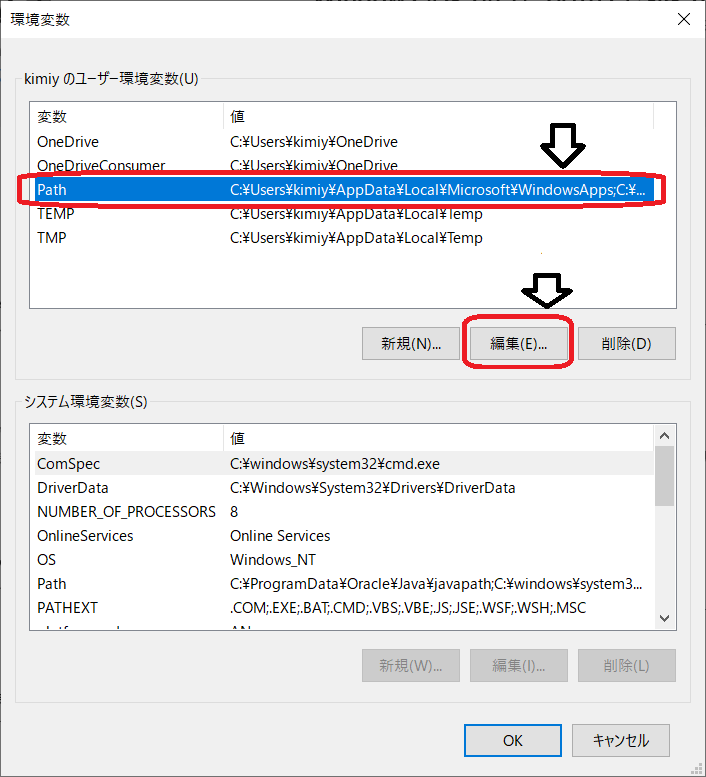 環境変数
kimiy のユーザー環境変数(U)
変数 値
OneDrive C:¥Users¥kimiy¥OneDrive
OneDriveConsumer C:¥Users¥kimiy¥OneDrive
Path C:¥Users¥kimiy¥AppData¥Local¥Microsoft¥WindowsApps;C:¥...
TEMP C:¥Users¥kimiy¥AppData¥Local¥Temp
TMP C:¥Users¥kimiy¥AppData¥Local¥Temp
新規(N)... 編集(E)... 削除(D)
システム環境変数(S)
変数 値
ComSpec C:¥windows¥system32¥cmd.exe
DriverData C:¥Windows¥System32¥Drivers¥DriverData
NUMBER_OF_PROCESSORS 8
OnlineServices Online Services
OS Windows_NT
Path C:¥ProgramData¥Oracle¥Java¥javapath;C:¥windows¥system3...
PATHEXT .COM;.EXE;.BAT;.CMD;.VBS;.VBE;.JS;.JSE;.WSF;.WSH;.MSC
新規(W)... 編集(I)... 削除(L)
OK キャンセル